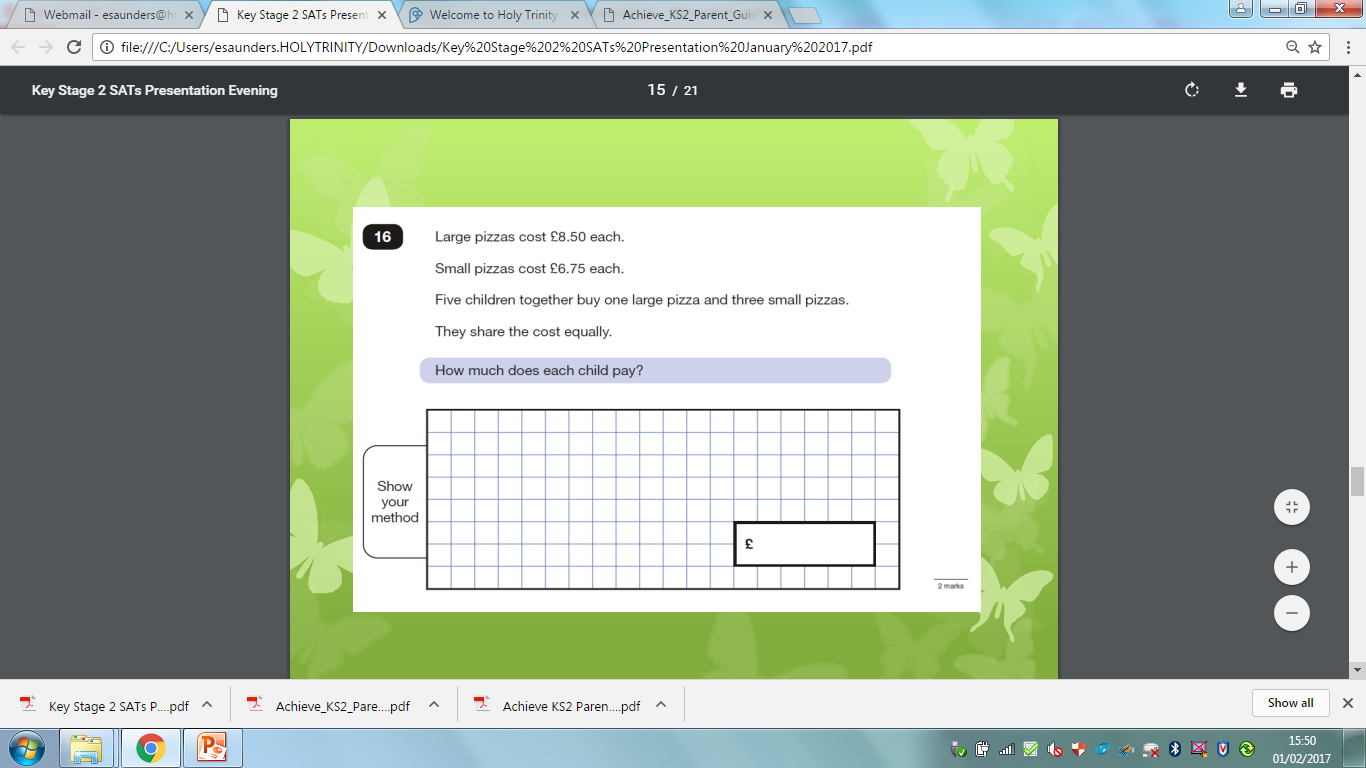 Webmail - esaunders@h
Key Stage 2 SATs Present
Welcome to Holy Trinity
Achieve_KS2_Parent_Guid
file:///C:/Users/esaunders.HOLYTRINITY/Downloads/Key%20Stage%202%20SATs%20Presentation%20January%202017.pdf
Key Stage 2 SATs Presentation Evening
15 / 21
16
Large pizzas cost £8.50 each.
Small pizzas cost £6.75 each.
Five children together buy one large pizza and three small pizzas.
They share the cost equally.
How much does each child pay?
Show
your
method
£
2 marks
Key Stage 2 SATs P....pdf
Achieve_KS2_Pare....pdf
Achieve KS2 Paren....pdf
Show all
15:50
01/02/2017